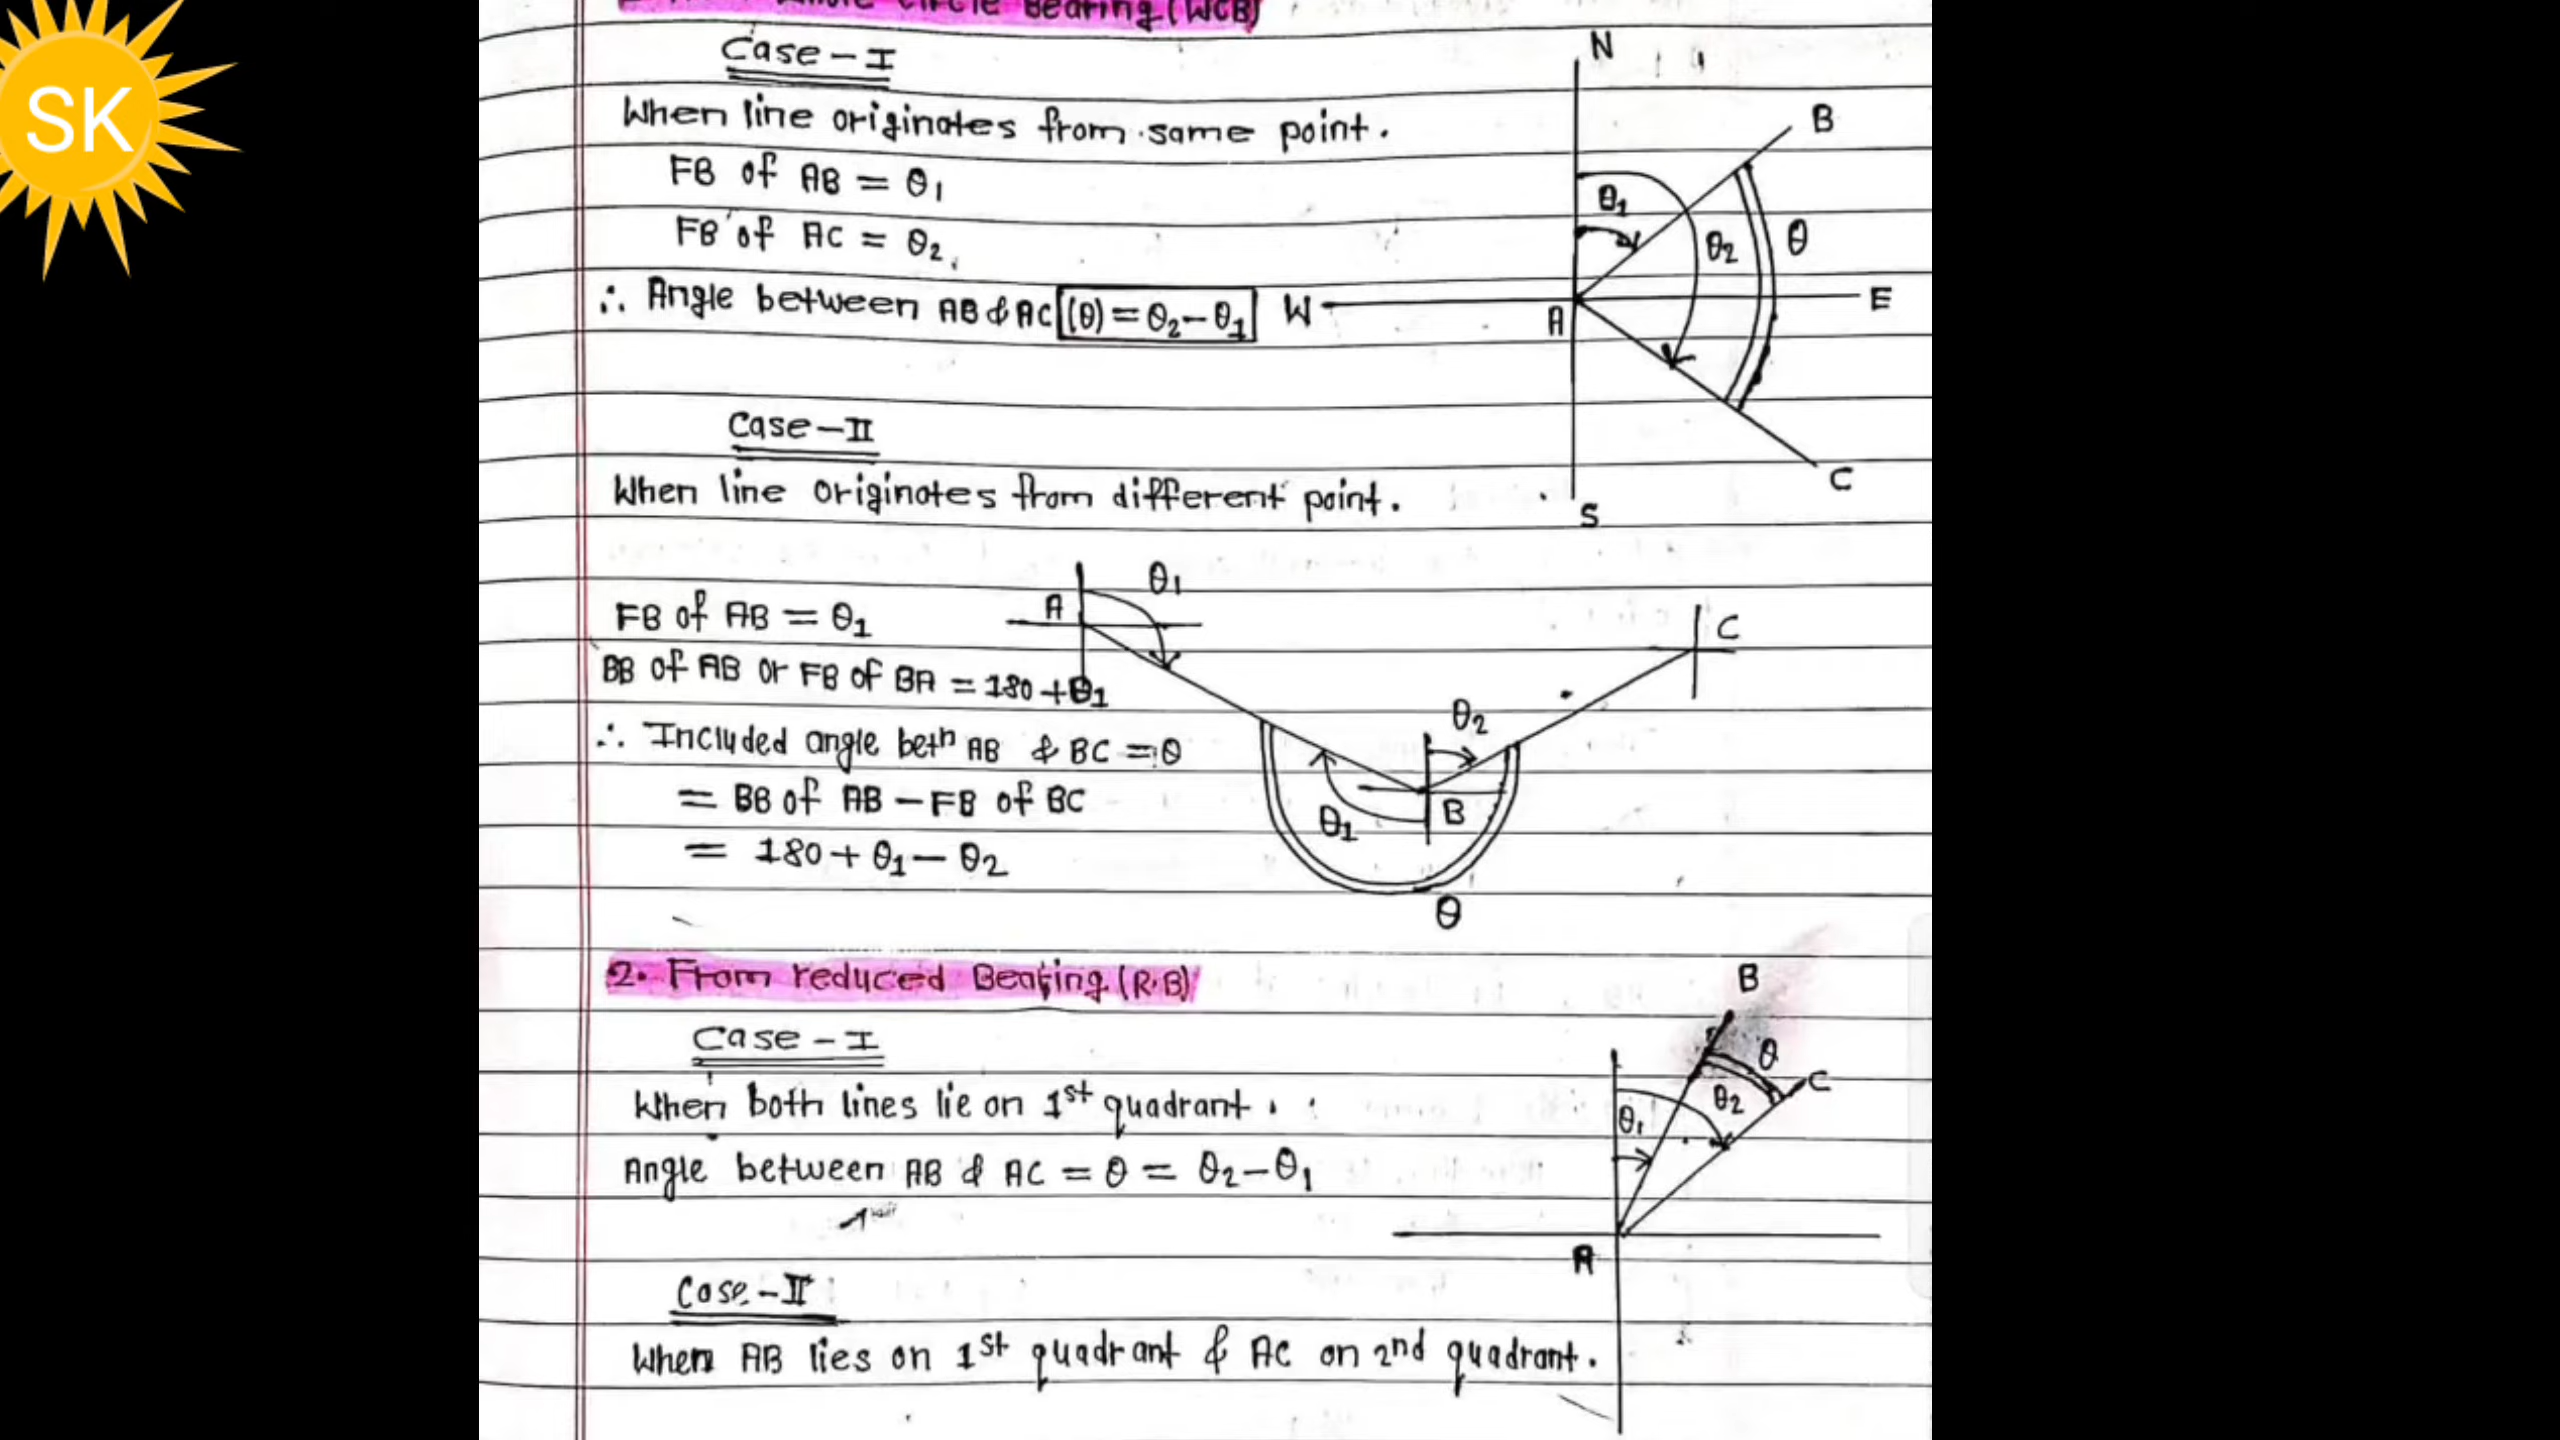 SK
Circle Bearing (WCB)
Case-I
When line originates from same point.
FB of AB = θ1
FB of AC = θ2
∴ Angle between AB & AC (θ) = θ2-θ1
N
B
θ1
θ2
θ
W
E
A
C
S
Case-II
When line originates from different point.
FB of AB = θ1
BB of AB or FB of BA = 180+θ1
∴ Included angle betn AB & BC = θ
= BB of AB - FB of BC
= 180+θ1-θ2
A
θ1
C
θ2
θ1
B
θ
2. From reduced Bearing (R.B)
Case-I
When both lines lie on 1st quadrant.
Angle between AB & AC = θ = θ2-θ1
B
θ
C
θ2
θ1
A
Case-II
When AB lies on 1st quadrant & AC on 2nd quadrant.